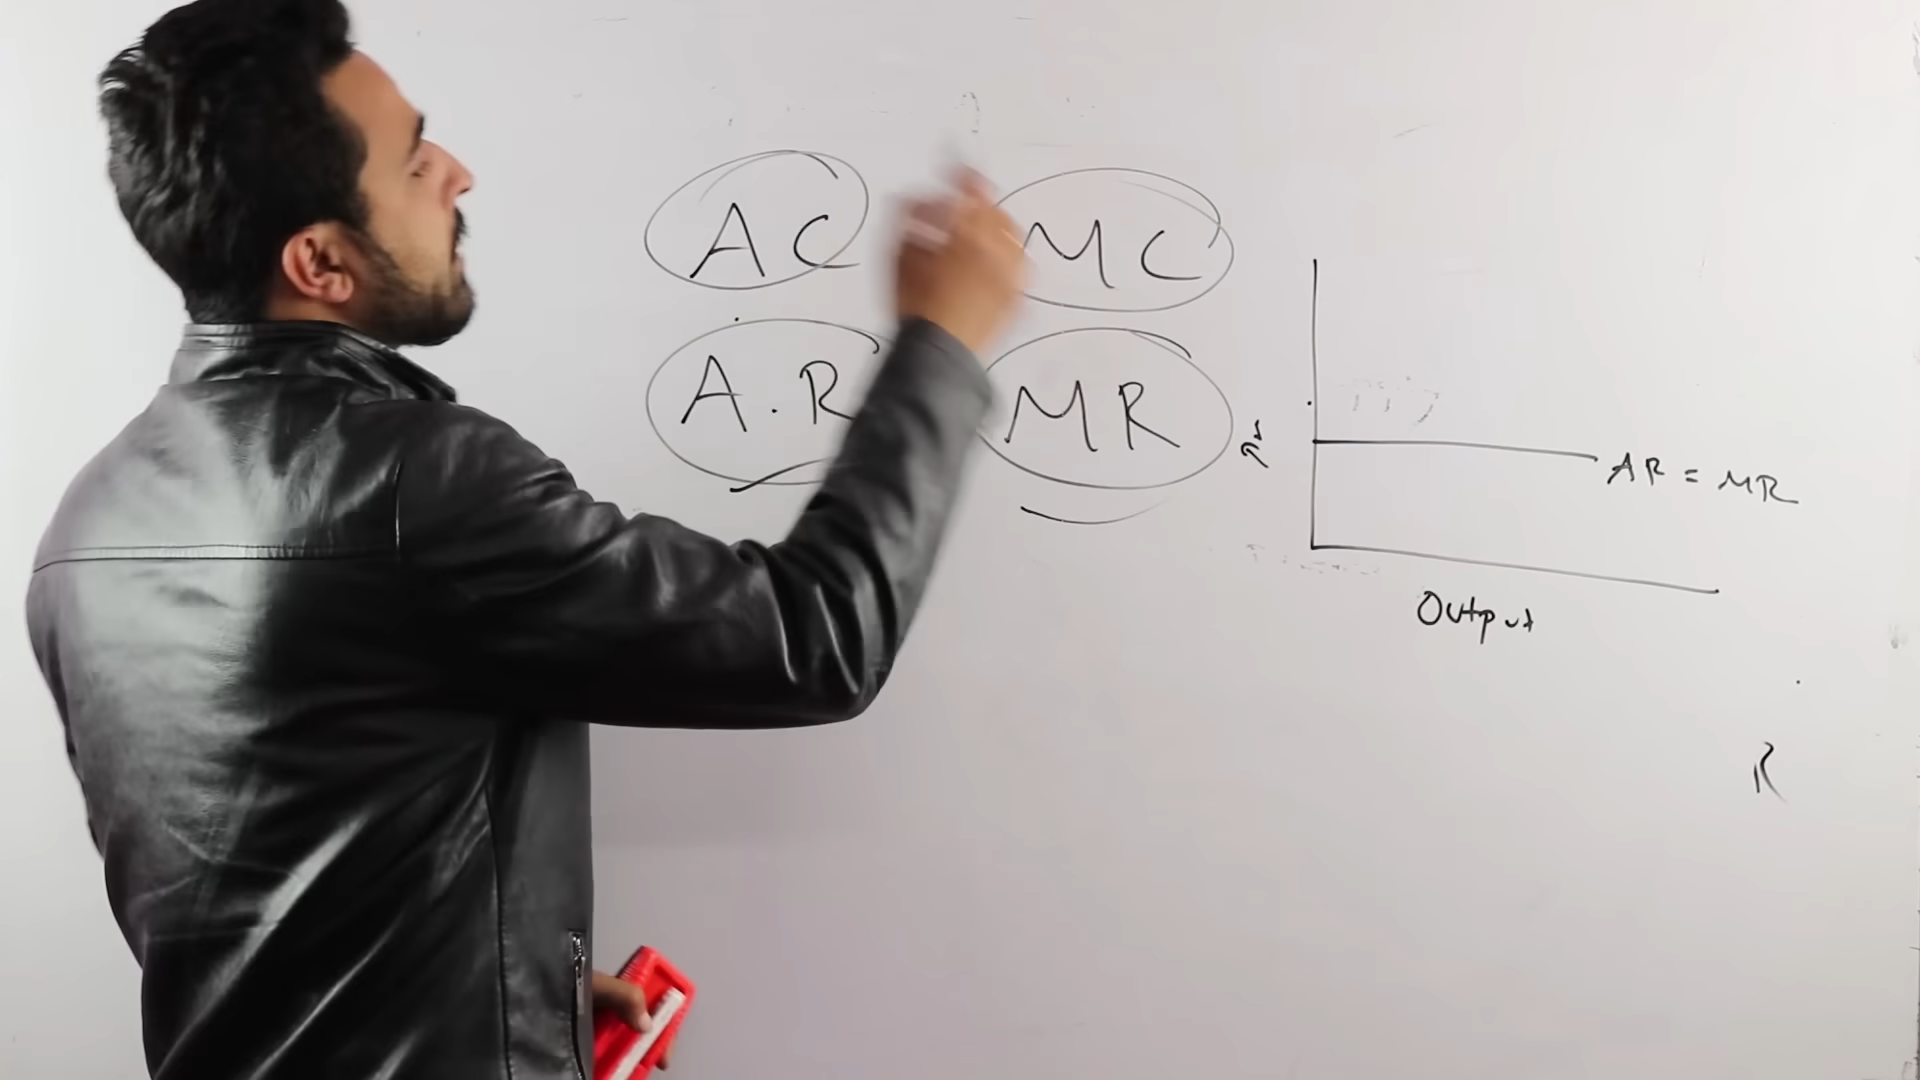 AC MC
A.R MR
AR = MR
Output
R